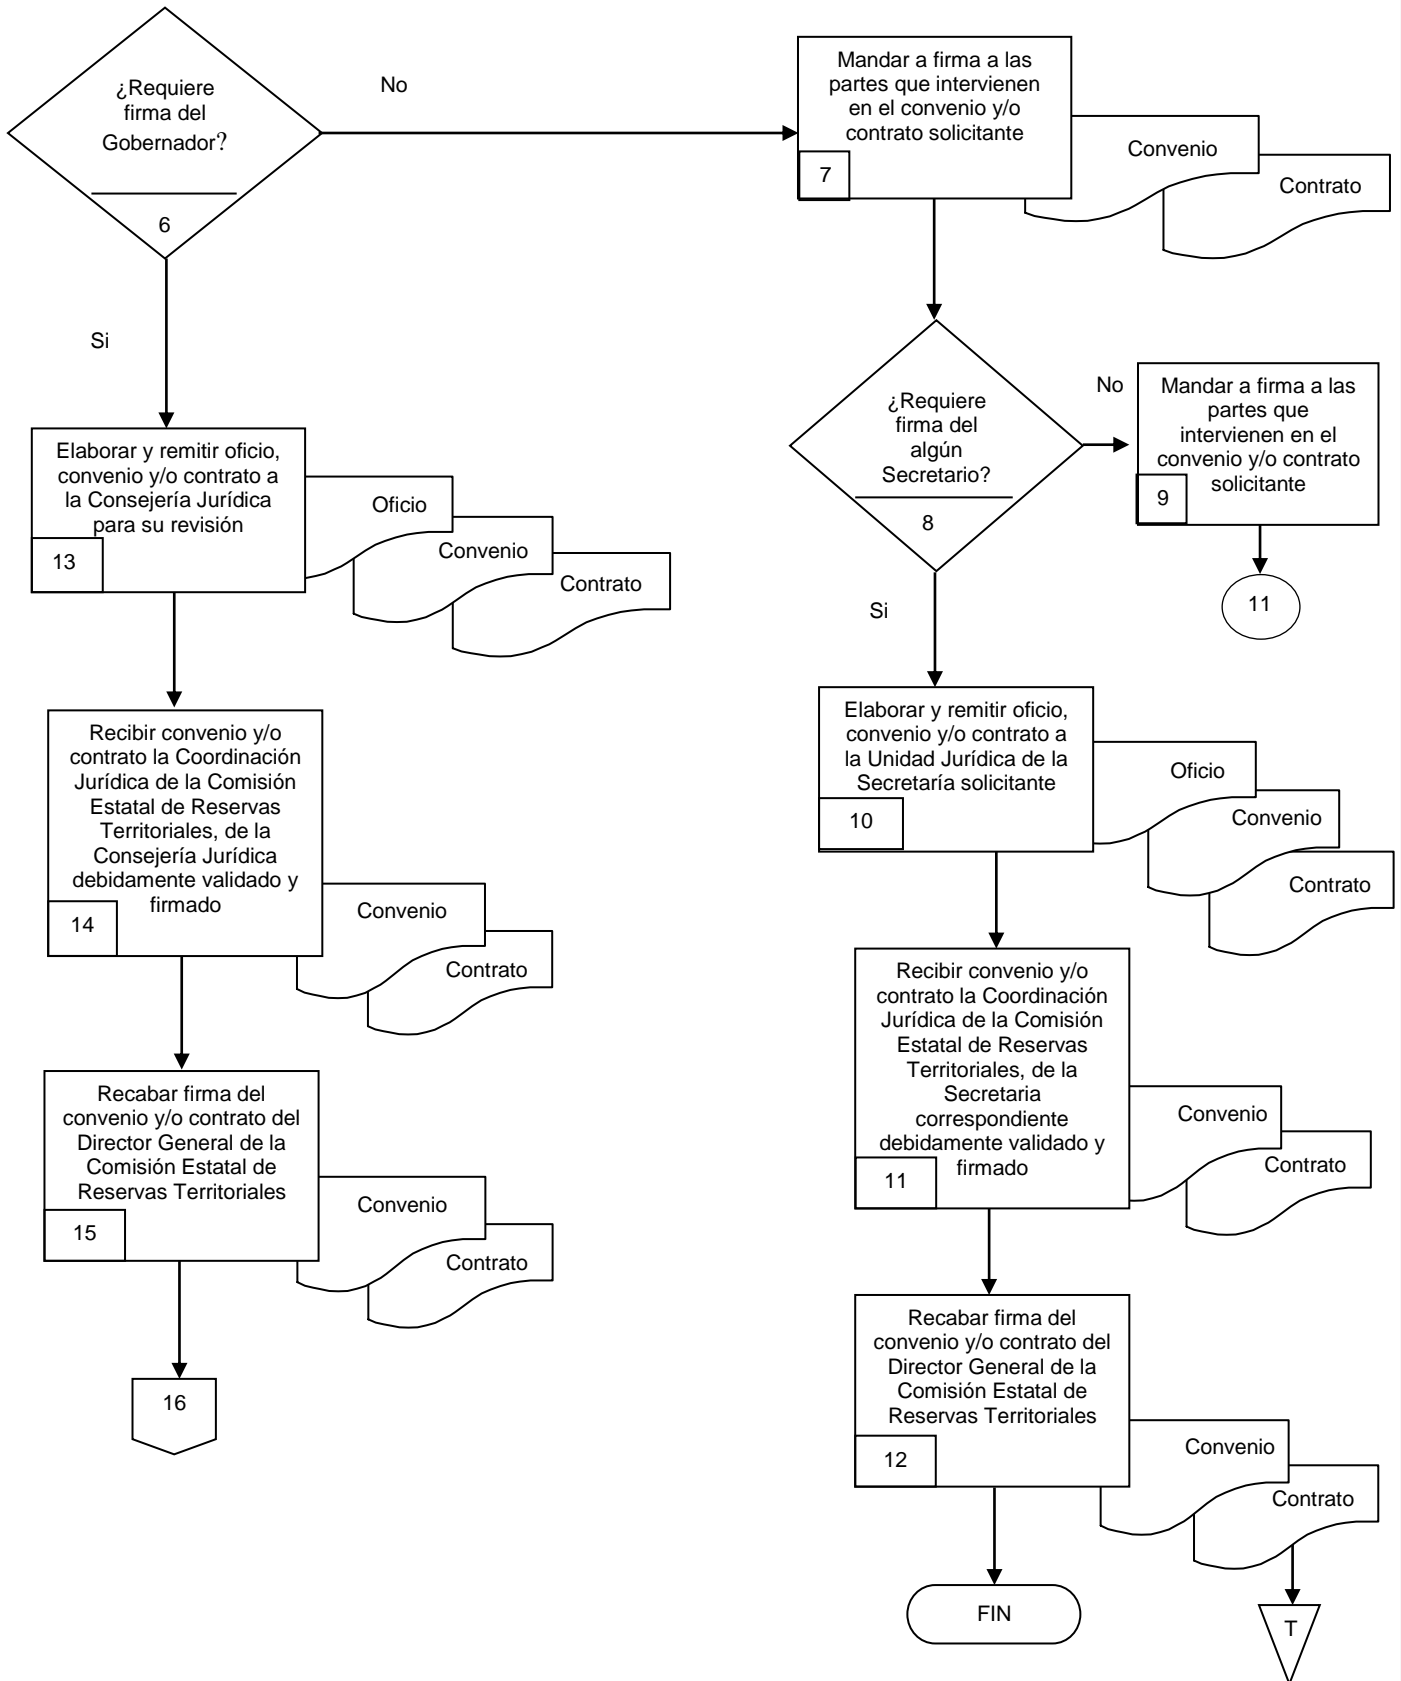 ¿Requiere
firma del
Gobernador?
6
No
Si
Mandar a firma a las
partes que intervienen
en el convenio y/o
contrato solicitante
7
Convenio
Contrato
¿Requiere
firma del
algún
Secretario?
8
No
Mandar a firma a las
partes que
intervienen en el
convenio y/o contrato
solicitante
9
11
Si
Elaborar y remitir oficio,
convenio y/o contrato a
la Consejería Jurídica
para su revisión
13
Oficio
Convenio
Contrato
Recibir convenio y/o
contrato la Coordinación
Jurídica de la Comisión
Estatal de Reservas
Territoriales, de la
Consejería Jurídica
debidamente validado y
firmado
14
Convenio
Contrato
Recabar firma del
convenio y/o contrato del
Director General de la
Comisión Estatal de
Reservas Territoriales
15
Convenio
Contrato
16
Elaborar y remitir oficio,
convenio y/o contrato a
la Unidad Jurídica de la
Secretaría solicitante
10
Oficio
Convenio
Contrato
Recibir convenio y/o
contrato la Coordinación
Jurídica de la Comisión
Estatal de Reservas
Territoriales, de la
Secretaria
correspondiente
debidamente validado y
firmado
11
Convenio
Contrato
Recabar firma del
convenio y/o contrato del
Director General de la
Comisión Estatal de
Reservas Territoriales
12
Convenio
Contrato
FIN
T